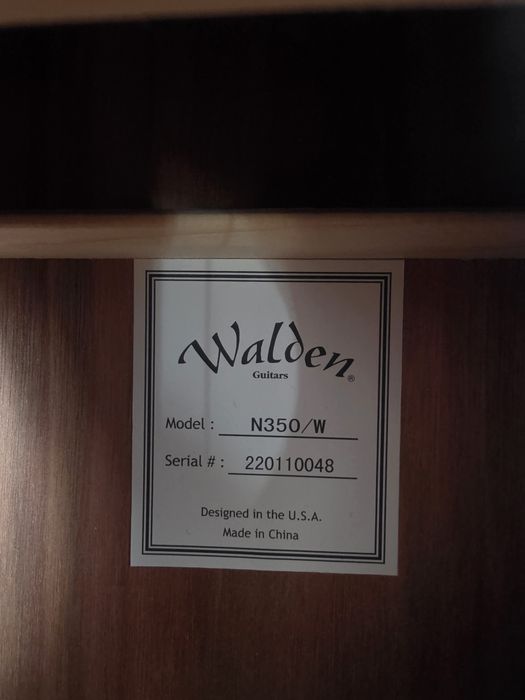 Walden®
Guitars
Model : N350/W
Serial # : 220110048
Designed in the U.S.A.
Made in China